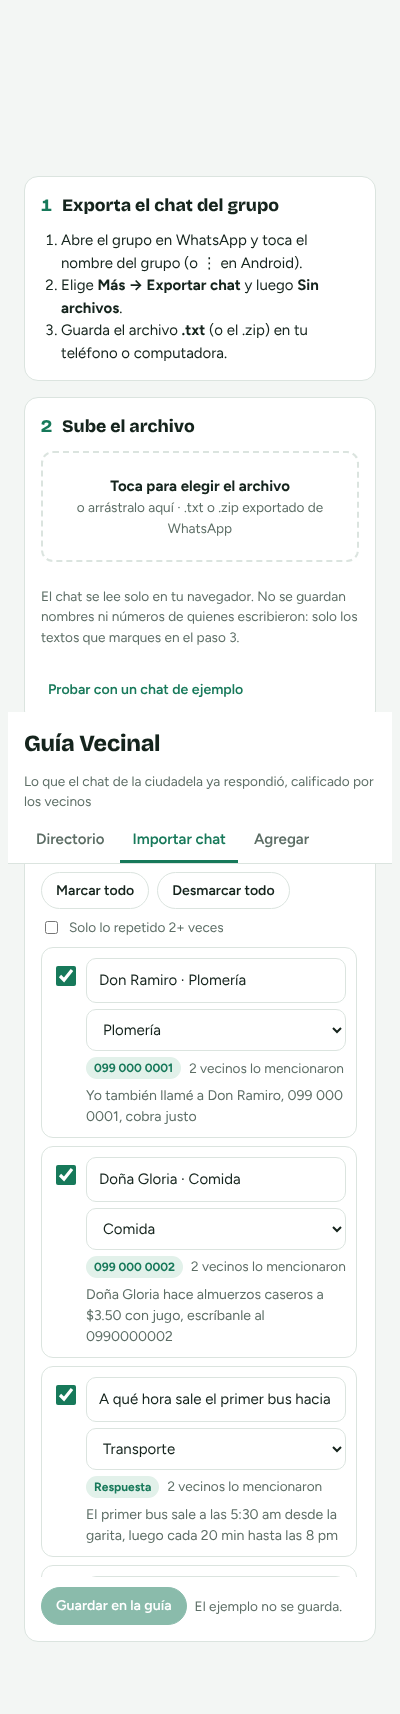 1 Exporta el chat del grupo
1. Abre el grupo en WhatsApp y toca el
nombre del grupo (o ⋮ en Android).
2. Elige Más → Exportar chat y luego Sin
archivos.
3. Guarda el archivo .txt (o el .zip) en tu
teléfono o computadora.
2 Sube el archivo
Toca para elegir el archivo
o arrástralo aquí · .txt o .zip exportado de
WhatsApp
El chat se lee solo en tu navegador. No se guardan
nombres ni números de quienes escribieron: solo los
textos que marques en el paso 3.
Probar con un chat de ejemplo
Guía Vecinal
Lo que el chat de la ciudadela ya respondió, calificado por
los vecinos
Directorio Importar chat Agregar
Marcar todo Desmarcar todo
Solo lo repetido 2+ veces
Don Ramiro · Plomería
Plomería
099 000 0001 2 vecinos lo mencionaron
Yo también llamé a Don Ramiro, 099 000
0001, cobra justo
Doña Gloria · Comida
Comida
099 000 0002 2 vecinos lo mencionaron
Doña Gloria hace almuerzos caseros a
$3.50 con jugo, escríbanle al
0990000002
A qué hora sale el primer bus hacia
Transporte
Respuesta 2 vecinos lo mencionaron
El primer bus sale a las 5:30 am desde la
garita, luego cada 20 min hasta las 8 pm
Guardar en la guía El ejemplo no se guarda.